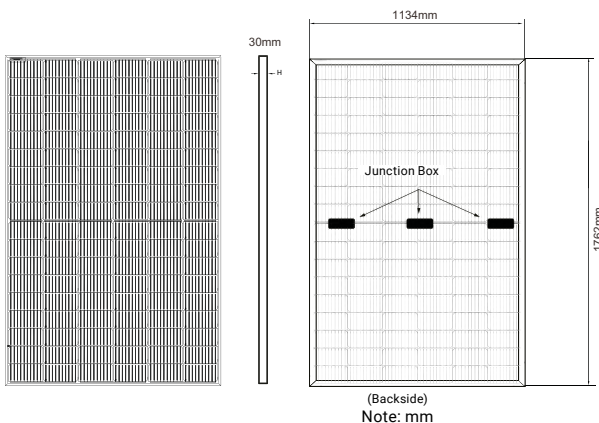 1134mm
30mm
H
Junction Box
1762mm
(Backside)
Note: mm